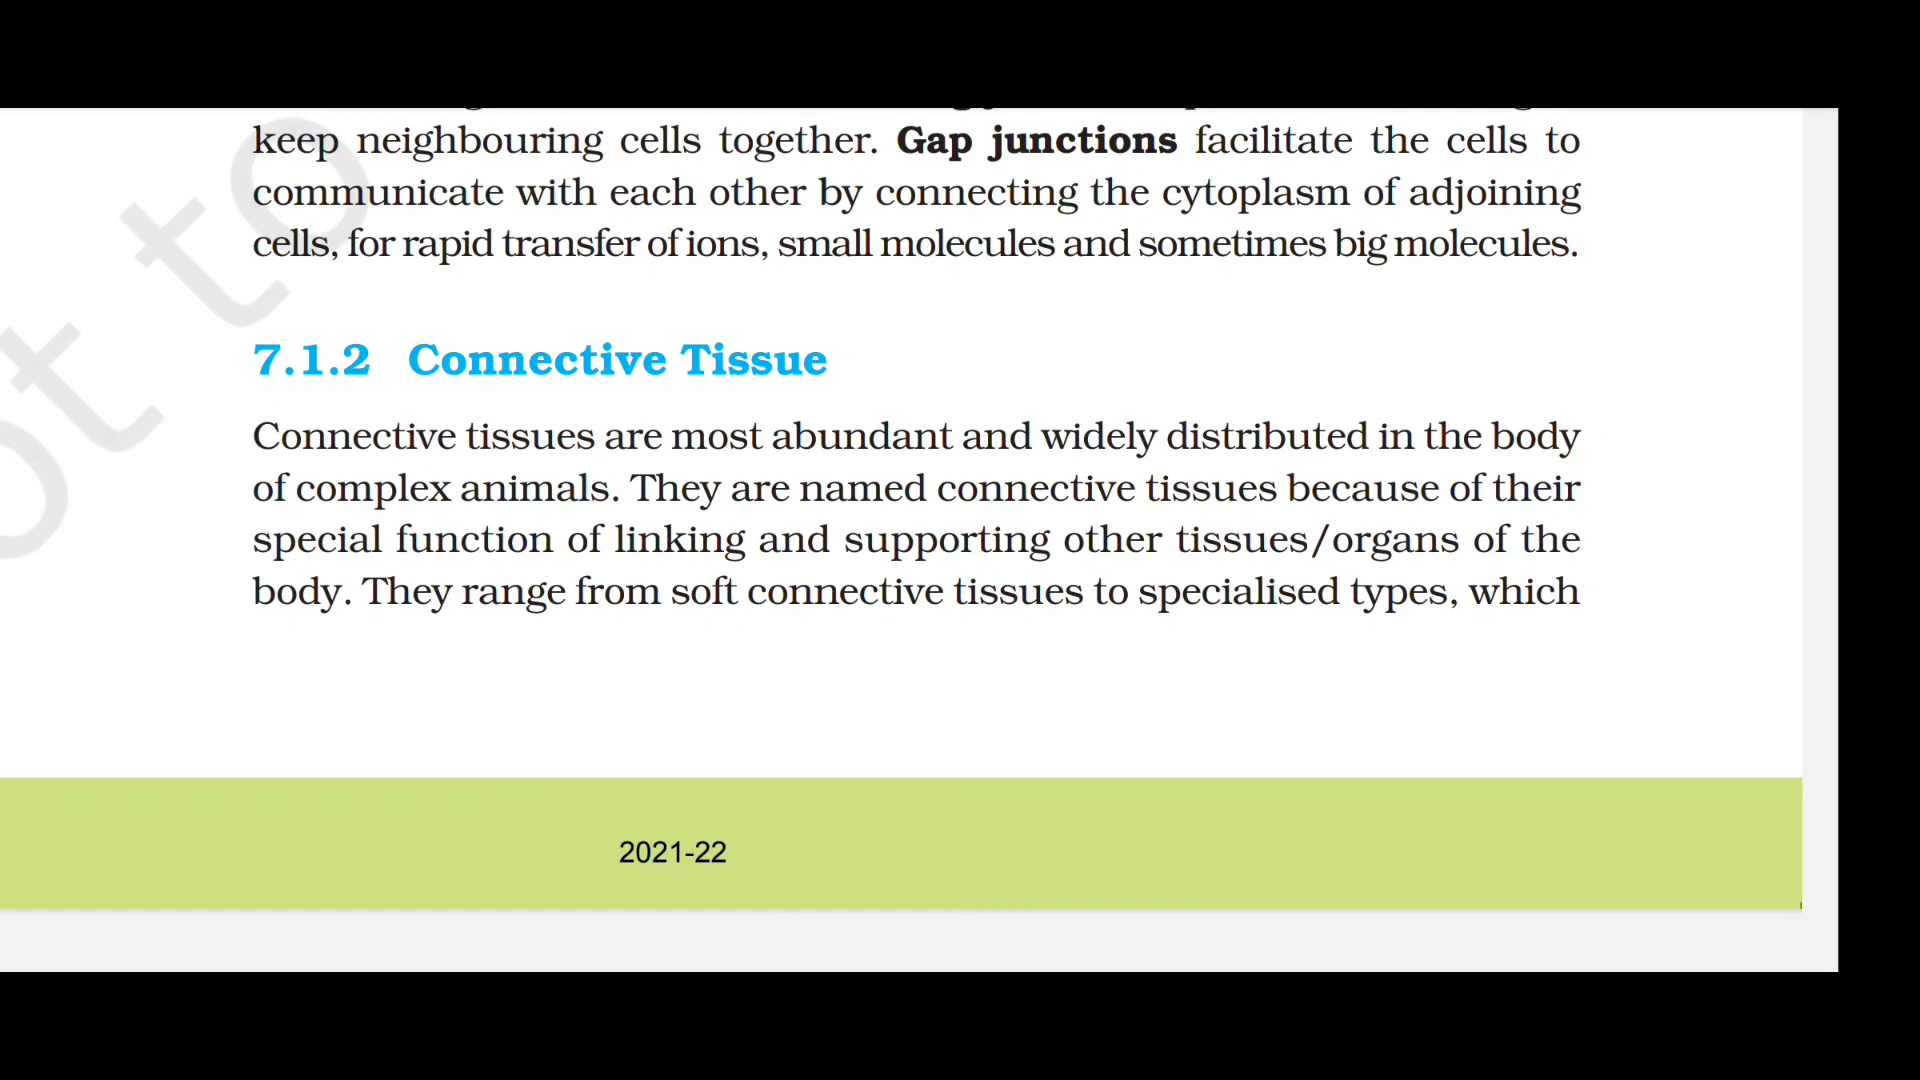 keep neighbouring cells together. Gap junctions facilitate the cells to
communicate with each other by connecting the cytoplasm of adjoining
cells, for rapid transfer of ions, small molecules and sometimes big molecules.
7.1.2 Connective Tissue
Connective tissues are most abundant and widely distributed in the body
of complex animals. They are named connective tissues because of their
special function of linking and supporting other tissues/organs of the
body. They range from soft connective tissues to specialised types, which
2021-22
ot to